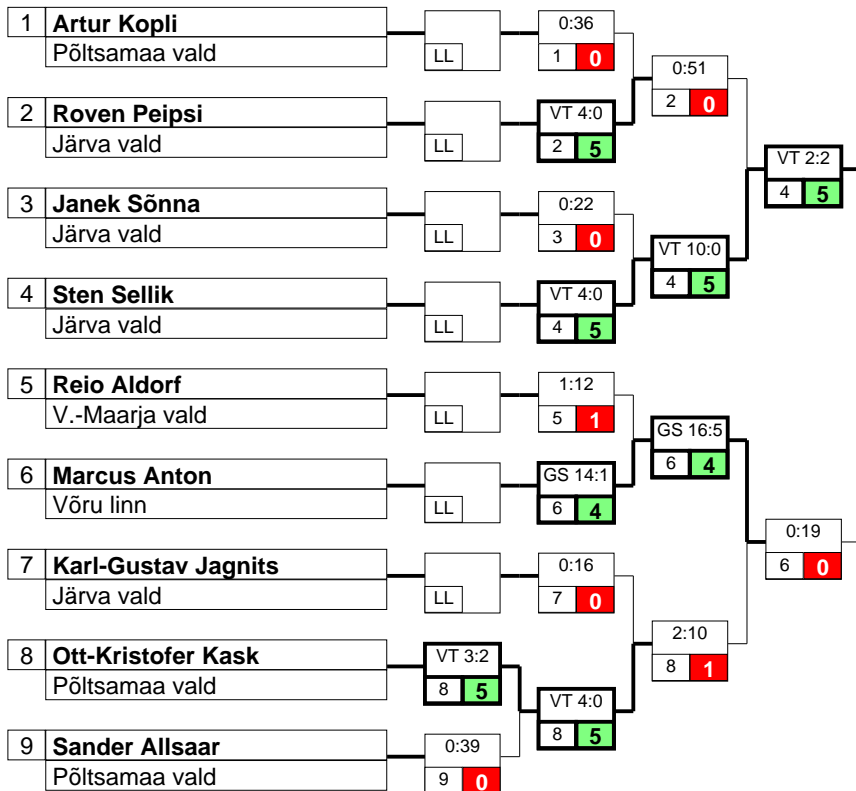 1 Artur Kopli
Põltsamaa vald
LL
0:36
1 0
0:51
2 0
2 Roven Peipsi
Järva vald
LL
VT 4:0
2 5
VT 2:2
4 5
3 Janek Sõnna
Järva vald
LL
0:22
3 0
VT 10:0
4 5
4 Sten Sellik
Järva vald
LL
VT 4:0
4 5
5 Reio Aldorf
V.-Maarja vald
LL
1:12
5 1
GS 16:5
6 4
6 Marcus Anton
Võru linn
LL
GS 14:1
6 4
0:19
6 0
7 Karl-Gustav Jagnits
Järva vald
LL
0:16
7 0
2:10
8 1
8 Ott-Kristofer Kask
Põltsamaa vald
VT 3:2
8 5
VT 4:0
8 5
9 Sander Allsaar
Põltsamaa vald
0:39
9 0